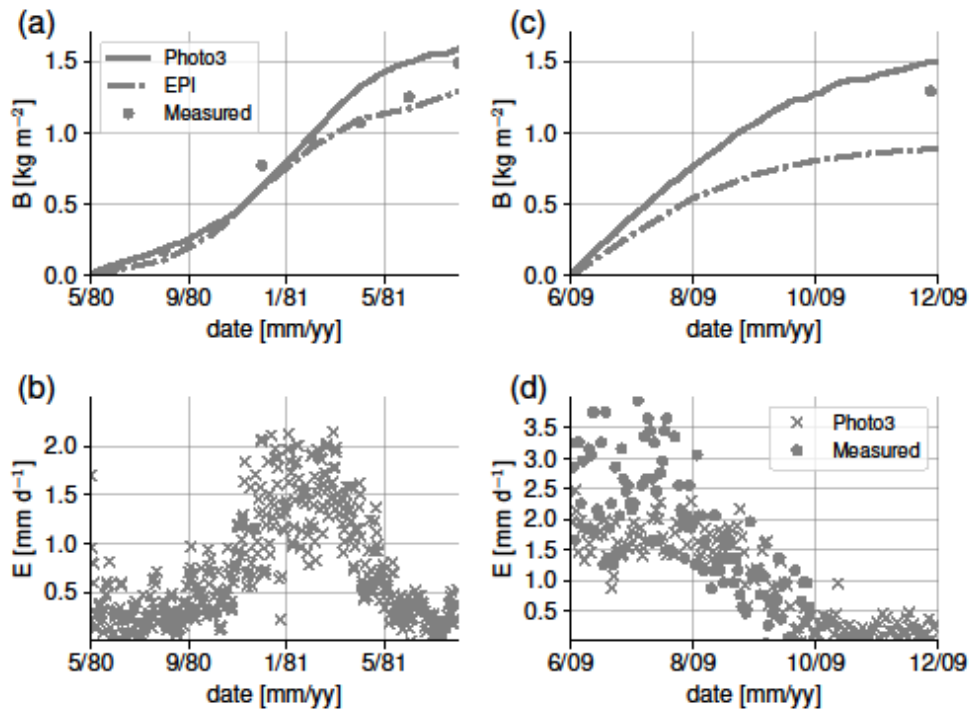 (a)
B [kg m⁻²]
1.5
1.0
0.5
0.0
Photo3
EPI
Measured
5/80
9/80
1/81
5/81
date [mm/yy]
(c)
B [kg m⁻²]
1.5
1.0
0.5
0.0
6/09
8/09
10/09
12/09
date [mm/yy]
(b)
E [mm d⁻¹]
2.0
1.5
1.0
0.5
5/80
9/80
1/81
5/81
date [mm/yy]
(d)
E [mm d⁻¹]
3.5
3.0
2.5
2.0
1.5
1.0
0.5
Photo3
Measured
6/09
8/09
10/09
12/09
date [mm/yy]